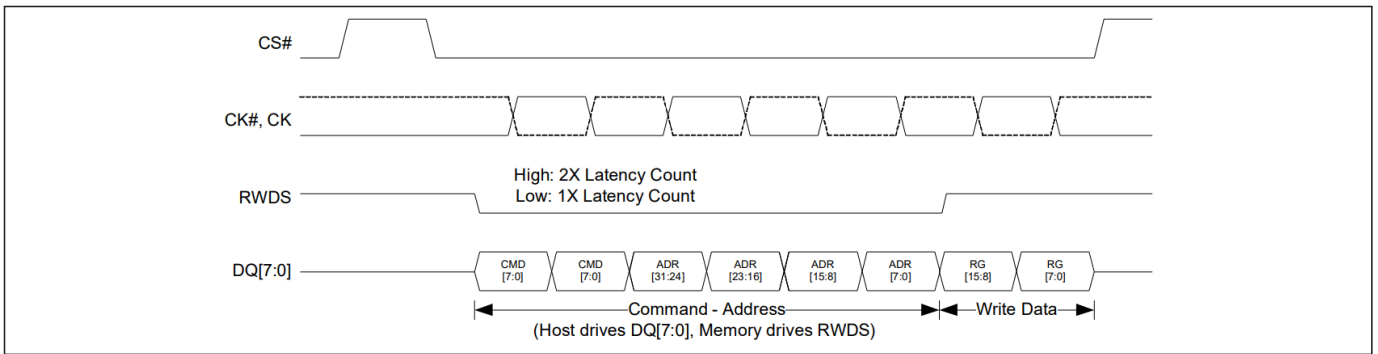 CS#
CK#, CK
High: 2X Latency Count
Low: 1X Latency Count
RWDS
DQ[7:0]
CMD [7:0]
CMD [7:0]
ADR [31:24]
ADR [23:16]
ADR [15:8]
ADR [7:0]
RG [15:8]
RG [7:0]
Command - Address
Write Data
(Host drives DQ[7:0], Memory drives RWDS)